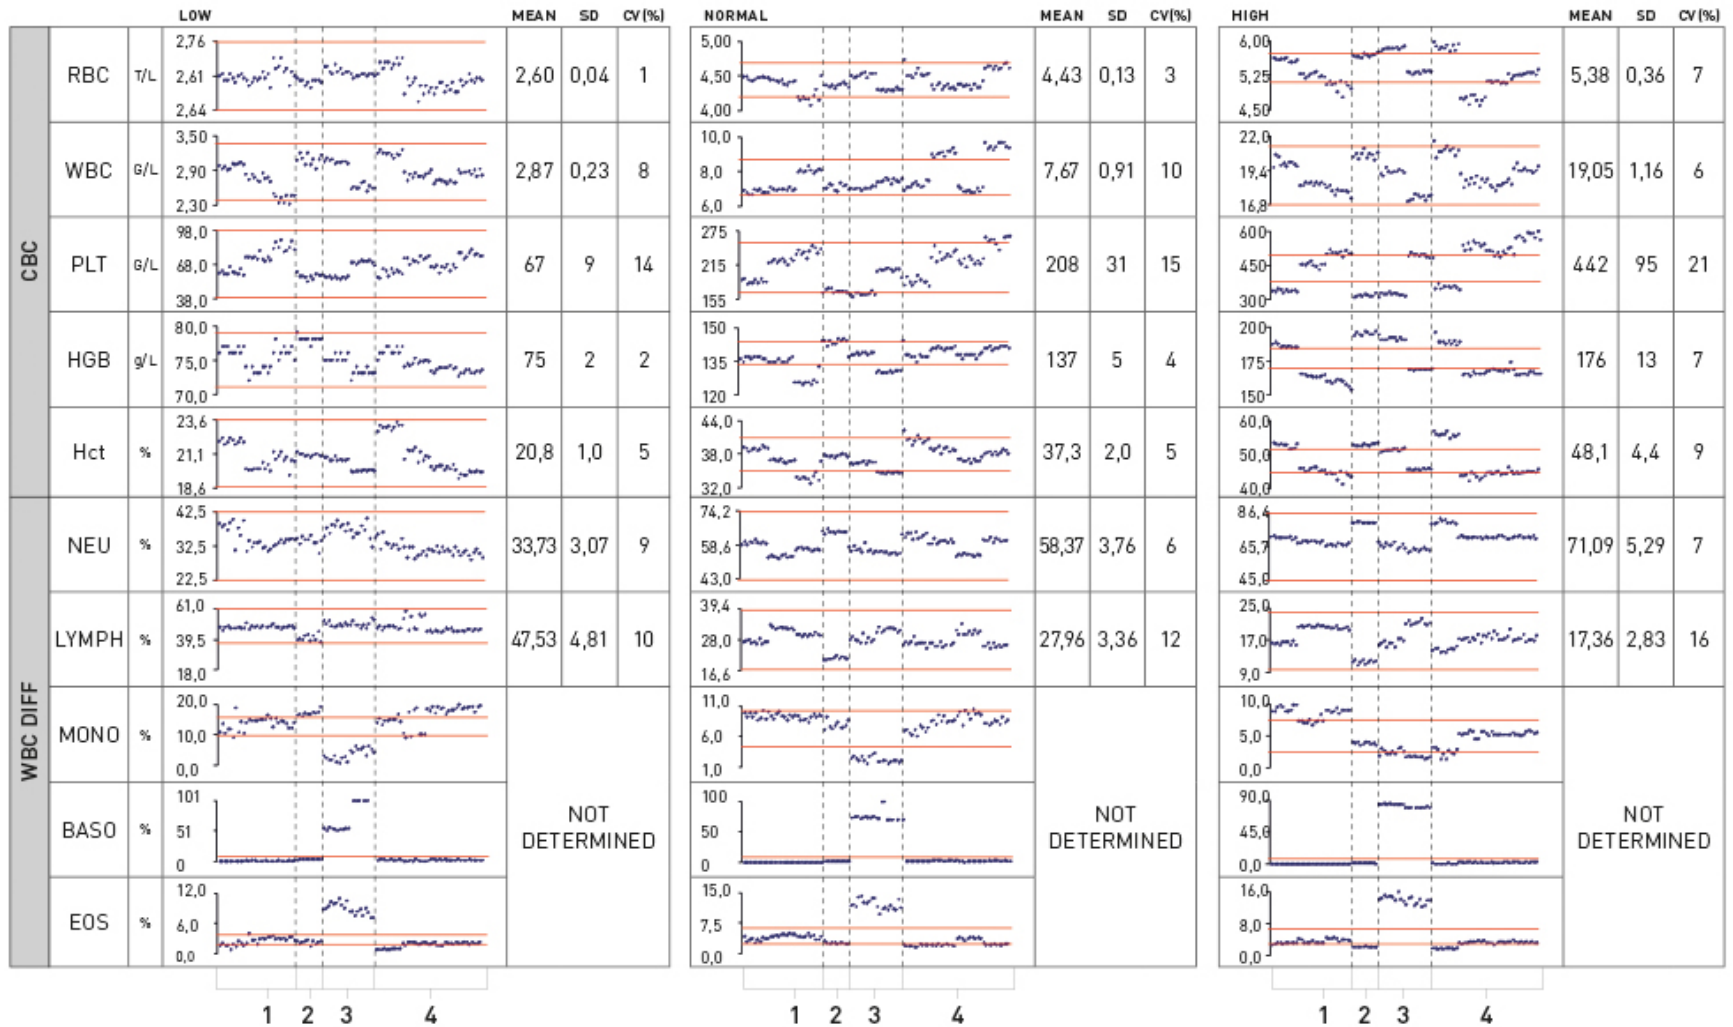 LOW MEAN SD CV(%) NORMAL MEAN SD CV(%) HIGH MEAN SD CV(%)
CBC
RBC T/L 2,76 2,61 2,64 2,60 0,04 1 5,00 4,50 4,00 4,43 0,13 3 6,00 5,25 4,50 5,38 0,36 7
WBC G/L 3,50 2,90 2,30 2,87 0,23 8 10,0 8,0 6,0 7,67 0,91 10 22,0 19,4 16,8 19,05 1,16 6
PLT G/L 98,0 68,0 38,0 67 9 14 275 215 155 208 31 15 600 450 300 442 95 21
HGB g/L 80,0 75,0 70,0 75 2 2 150 135 120 137 5 4 200 175 150 176 13 7
Hct % 23,6 21,1 18,6 20,8 1,0 5 44,0 38,0 32,0 37,3 2,0 5 60,0 50,0 40,0 48,1 4,4 9
WBC DIFF
NEU % 42,5 32,5 22,5 33,73 3,07 9 74,2 58,6 43,0 58,37 3,76 6 86,4 65,7 45,0 71,09 5,29 7
LYMPH % 61,0 39,5 18,0 47,53 4,81 10 39,4 28,0 16,6 27,96 3,36 12 25,0 17,0 9,0 17,36 2,83 16
MONO % 20,0 10,0 0,0 11,0 6,0 1,0 10,0 5,0 0,0
BASO % 101 51 0 NOT DETERMINED 100 50 0 NOT DETERMINED 90,0 45,0 0,0 NOT DETERMINED
EOS % 12,0 6,0 0,0 15,0 7,5 0,0 16,0 8,0 0,0
1 2 3 4 1 2 3 4 1 2 3 4